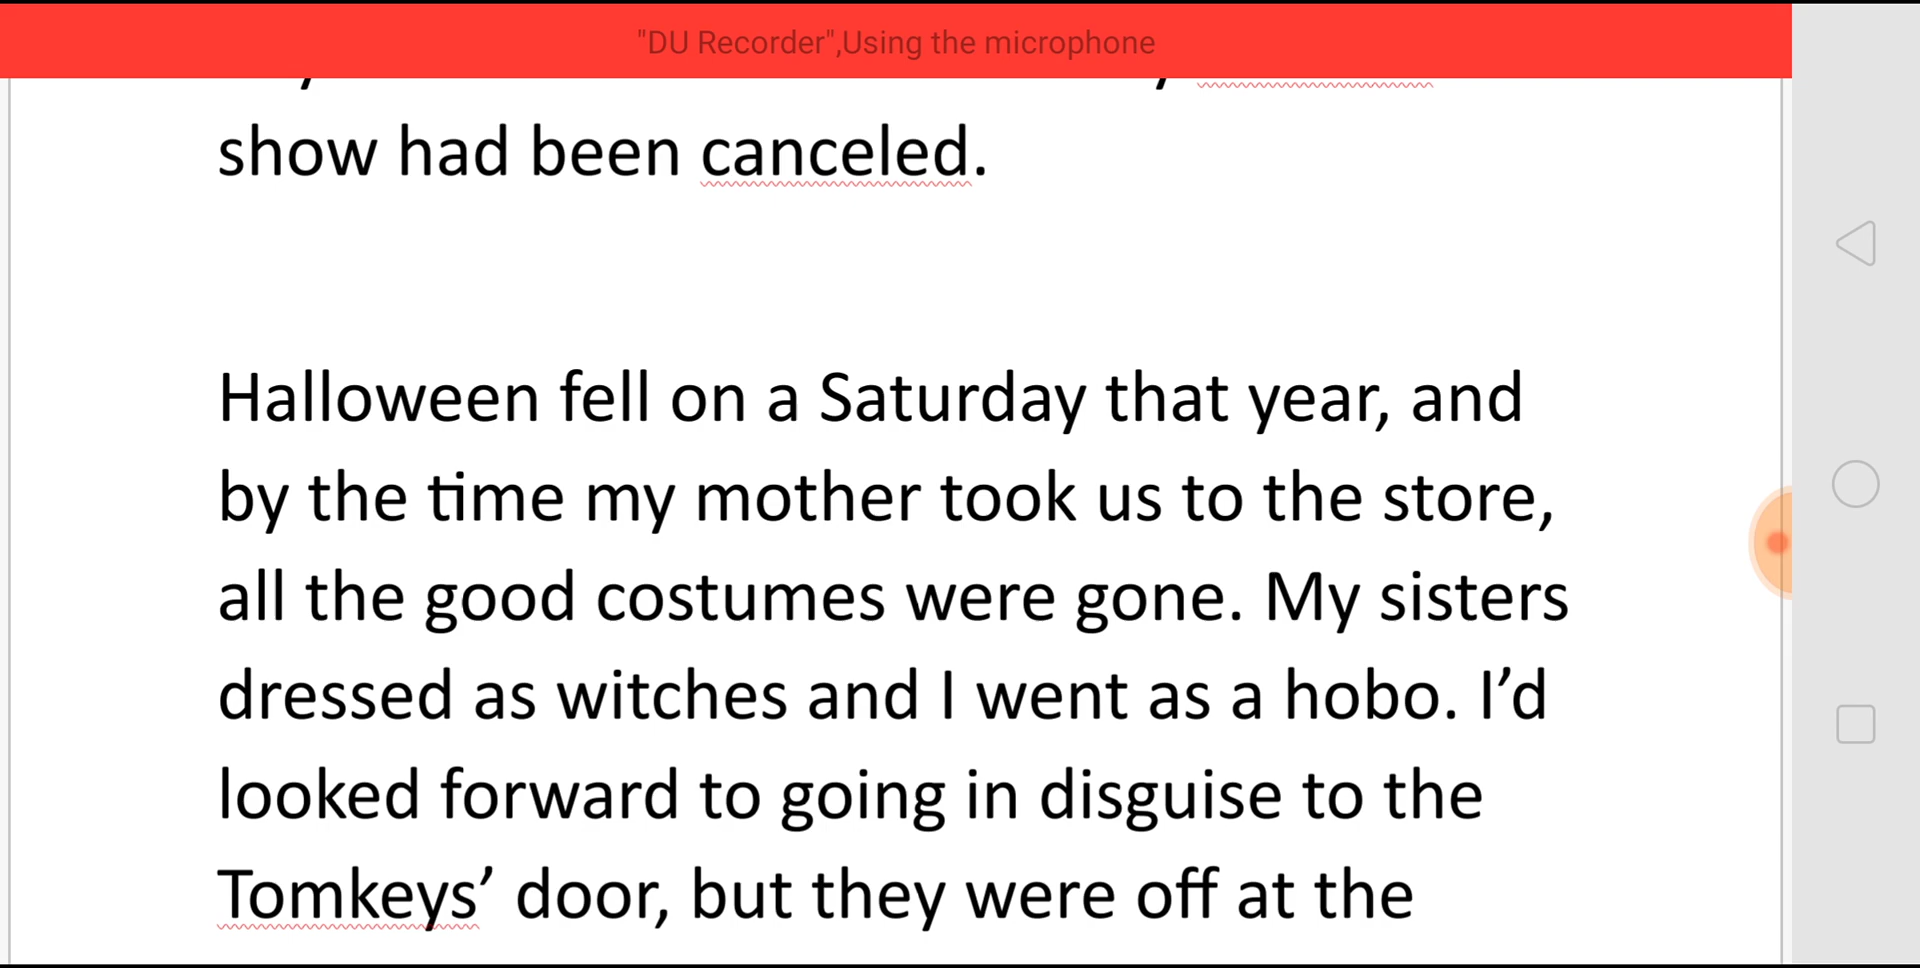 "DU Recorder",Using the microphone
show had been canceled.
Halloween fell on a Saturday that year, and
by the time my mother took us to the store,
all the good costumes were gone. My sisters
dressed as witches and I went as a hobo. I’d
looked forward to going in disguise to the
Tomkeys’ door, but they were off at the